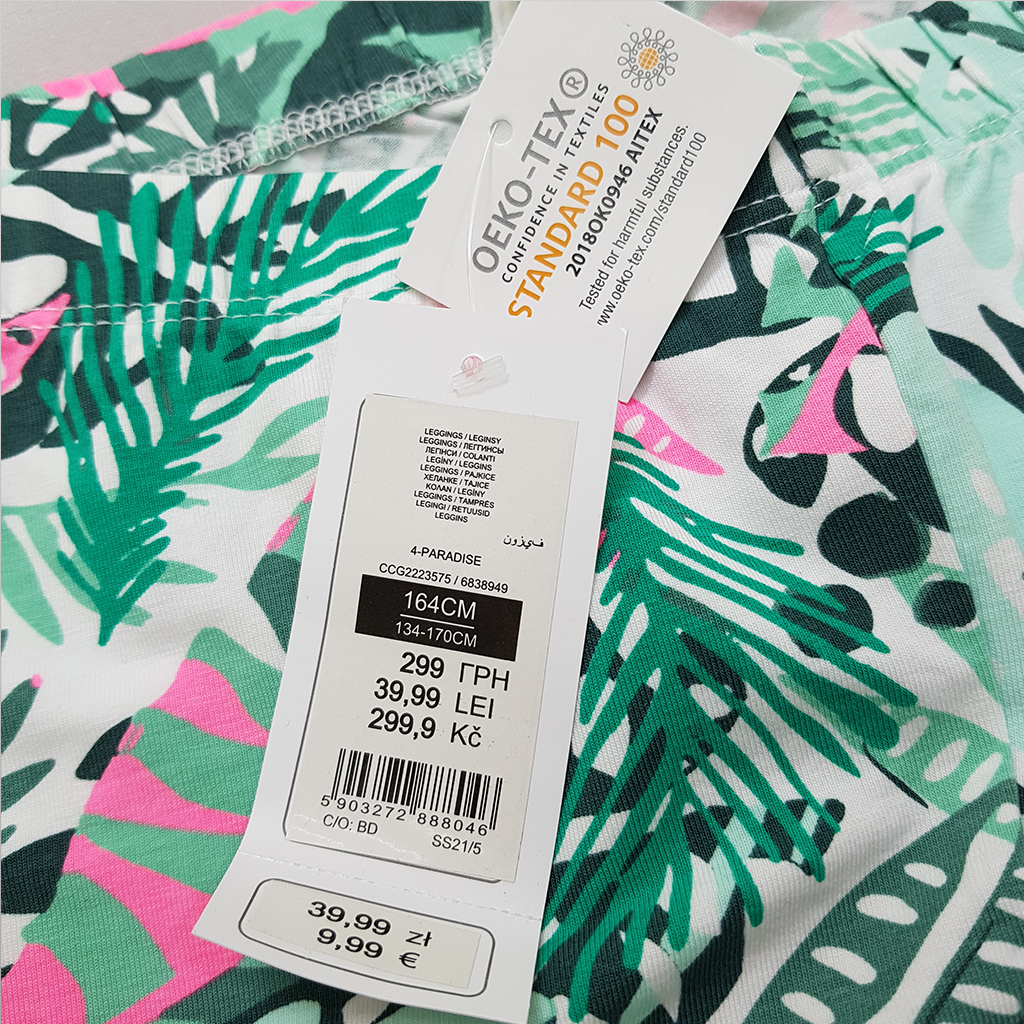 OEKO-TEX®
CONFIDENCE IN TEXTILES
STANDARD 100
2018OK0946 AITEX
Tested for harmful substances.
www.oeko-tex.com/standard100
LEGGINGS / LEGINSY
LEGGINGS / ЛЕГГИНСЫ
ЛЕГІНСИ / COLANTI
LEGÍNY / LEGGINS
LEGGINGS / PAJKICE
ХЕЛАНКЕ / TAJICE
КОЛАН / LEGÍNY
LEGGINGS / TAMPRĖS
LEGINGI / RETUUSID
LEGGINS
فيزون
4-PARADISE
CCG2223575 / 6838949
164CM
134-170CM
299 ГРН
39,99 LEI
299,9 Kč
5 903272 888046
C/O: BD
SS21/5
39,99 zł
9,99 €